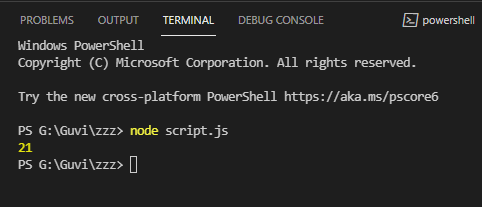 PROBLEMS OUTPUT TERMINAL DEBUG CONSOLE powershell
Windows PowerShell
Copyright (C) Microsoft Corporation. All rights reserved.
Try the new cross-platform PowerShell https://aka.ms/pscore6
PS G:\Guvi\zzz> node script.js
21
PS G:\Guvi\zzz>